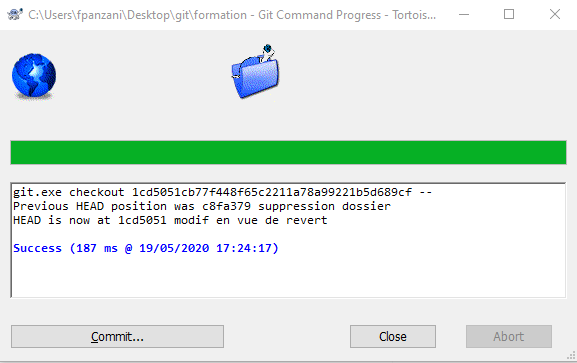 C:\Users\fpanzani\Desktop\git\formation - Git Command Progress - Tortois...
git.exe checkout 1cd5051cb77f448f65c2211a78a99221b5d689cf --
Previous HEAD position was c8fa379 suppression dossier
HEAD is now at 1cd5051 modif en vue de revert
Success (187 ms @ 19/05/2020 17:24:17)
Commit... Close Abort